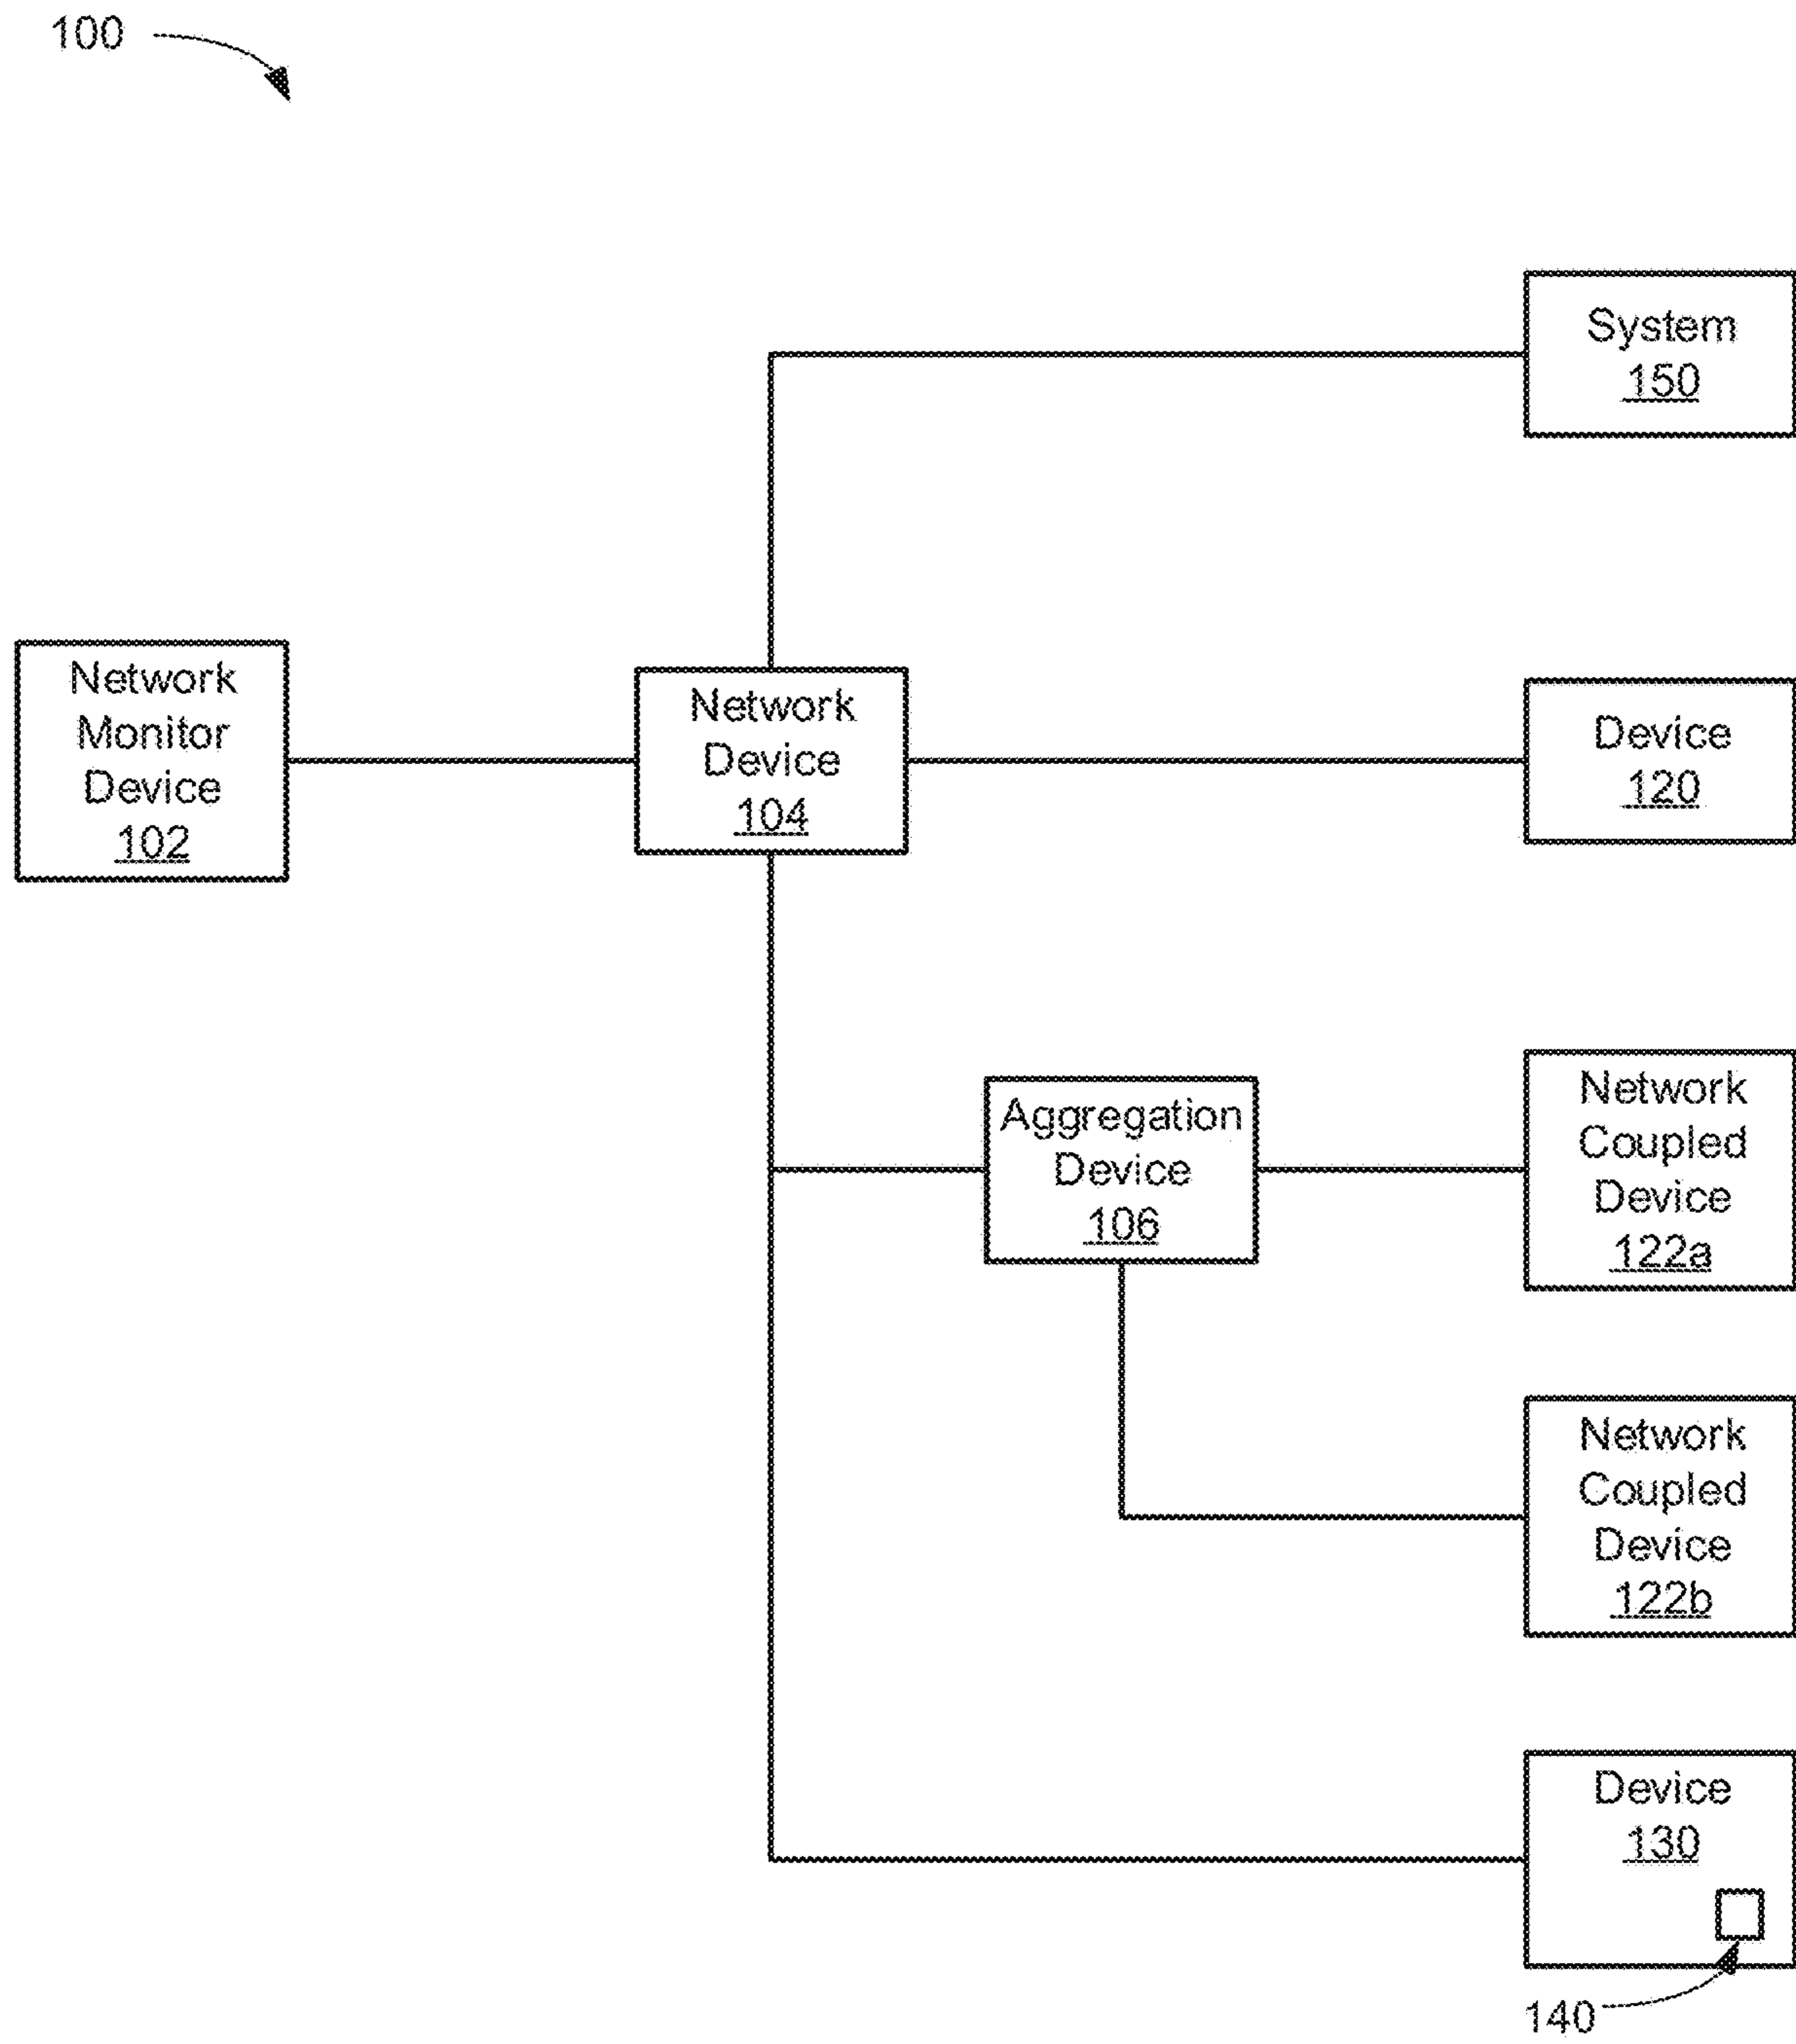 100
System
150
Network
Monitor
Device
102
Network
Device
104
Device
120
Aggregation
Device
106
Network
Coupled
Device
122a
Network
Coupled
Device
122b
Device
130
140